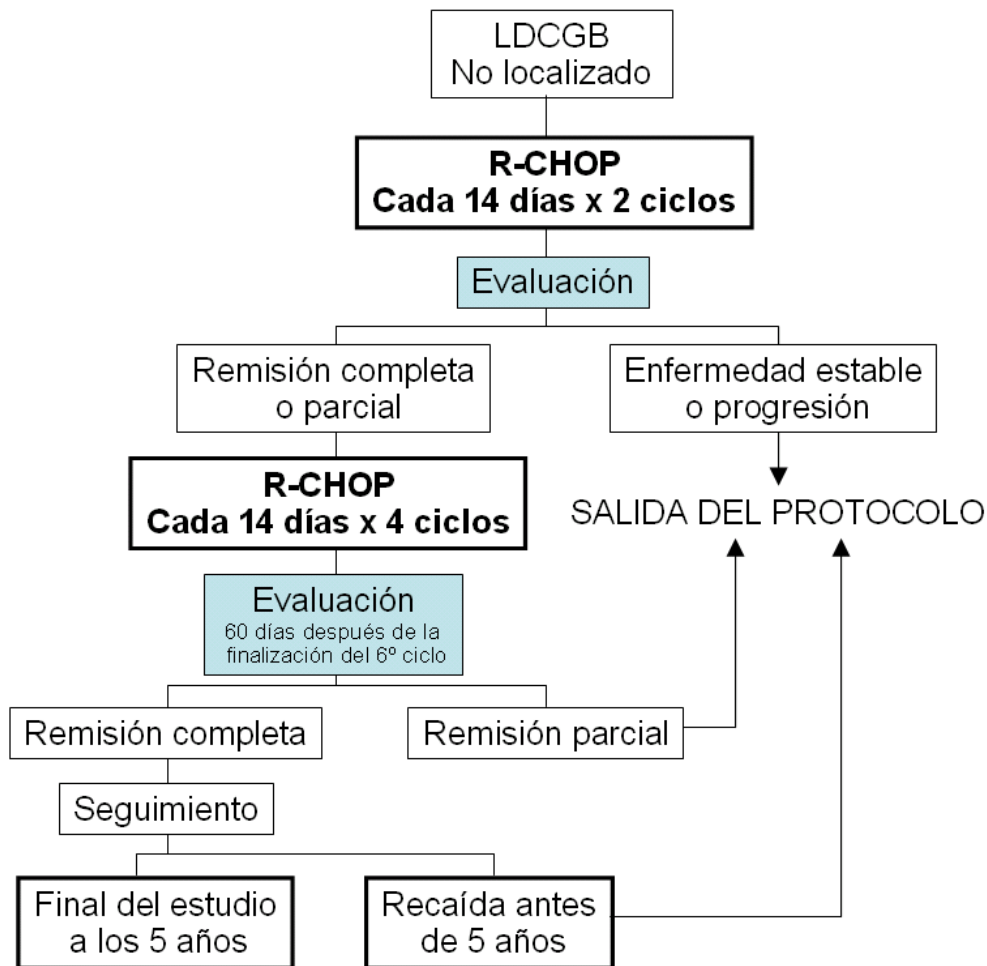 LDCGB
No localizado
R-CHOP
Cada 14 días x 2 ciclos
Evaluación
Remisión completa
o parcial
Enfermedad estable
o progresión
R-CHOP
Cada 14 días x 4 ciclos
SALIDA DEL PROTOCOLO
Evaluación
60 días después de la
finalización del 6º ciclo
Remisión completa
Remisión parcial
Seguimiento
Final del estudio
a los 5 años
Recaída antes
de 5 años